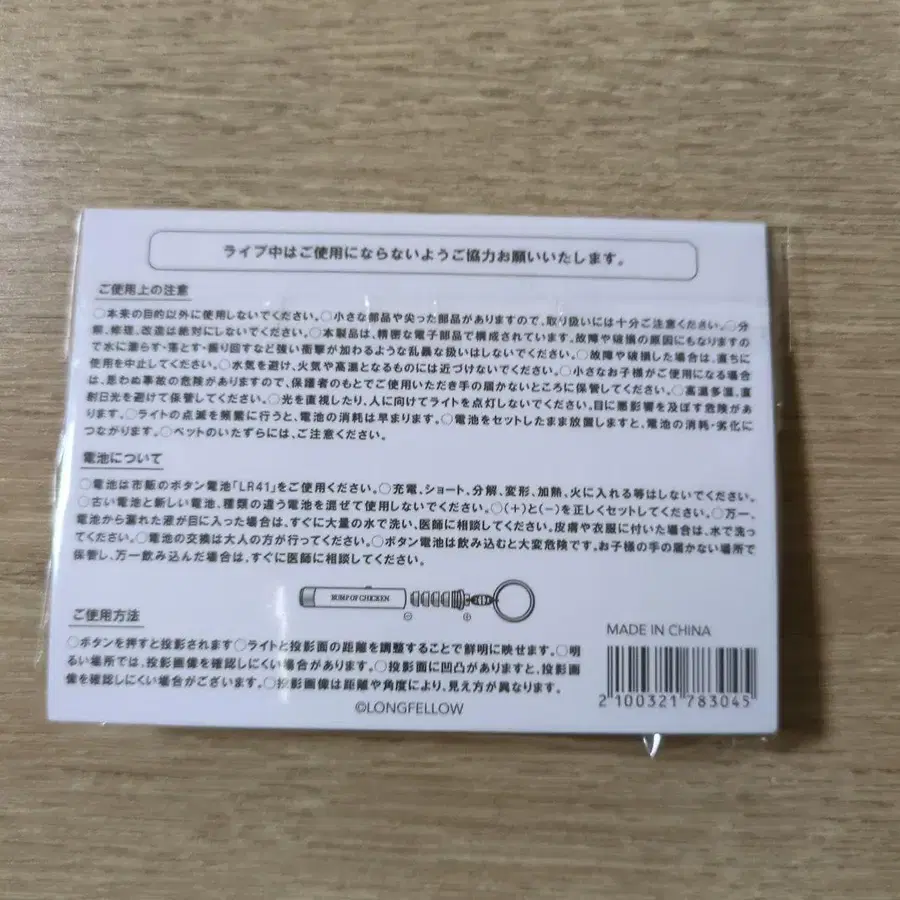 ライブ中はご使用にならないようご協力お願いいたします。
ご使用上の注意
○本来の目的以外に使用しないでください。○小さな部品や尖った部品がありますので、取り扱いには十分ご注意ください。○分
解、修理、改造は絶対にしないでください。○本製品は、精密な電子部品で構成されています。故障や破損の原因にもなりますの
で水に濡らす・落とす・振り回すなど強い衝撃が加わるような乱暴な扱いはしないでください。○故障や破損した場合は、直ちに
使用を中止してください。○水気を避け、火気や高温となるものには近づけないでください。○小さなお子様がご使用になる場合
は、思わぬ事故の危険がありますので、保護者のもとでご使用いただき手の届かないところに保管してください。○高温多湿、直
射日光を避けて保管してください。○光を直視したり、人に向けてライトを点灯しないでください。目に悪影響を及ぼす危険があ
ります。○ライトの点滅を頻繁に行うと、電池の消耗は早まります。○電池をセットしたまま放置しますと、電池の消耗・劣化に
つながります。○ペットのいたずらには、ご注意ください。
電池について
○電池は市販のボタン電池「LR41」をご使用ください。○充電、ショート、分解、変形、加熱、火に入れる等はしないでください。
○古い電池と新しい電池、種類の違う電池を混ぜて使用しないでください。○(+)と(−)を正しくセットしてください。○万一、
電池から漏れた液が目に入った場合は、すぐに大量の水で洗い、医師に相談してください。皮膚や衣服に付いた場合は、水で洗っ
てください。○電池の交換は大人の方が行ってください。○ボタン電池は飲み込むと大変危険です。お子様の手の届かない場所で
保管し、万一飲み込んだ場合は、すぐに医師に相談してください。
BUMP OF CHICKEN
⊖ ⊕
ご使用方法
○ボタンを押すと投影されます○ライトと投影面の距離を調整することで鮮明に映せます。○明
るい場所では、投影画像を確認しにくい場合があります。○投影面に凹凸がありますと、投影画
像を確認しにくい場合がございます。○投影画像は距離や角度により、見え方が異なります。
©LONGFELLOW
MADE IN CHINA
2 100321 783045